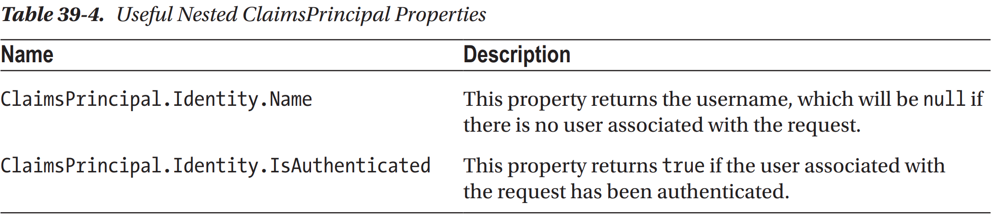 Table 39-4. Useful Nested ClaimsPrincipal Properties
Name Description
ClaimsPrincipal.Identity.Name This property returns the username, which will be null if
there is no user associated with the request.
ClaimsPrincipal.Identity.IsAuthenticated This property returns true if the user associated with
the request has been authenticated.